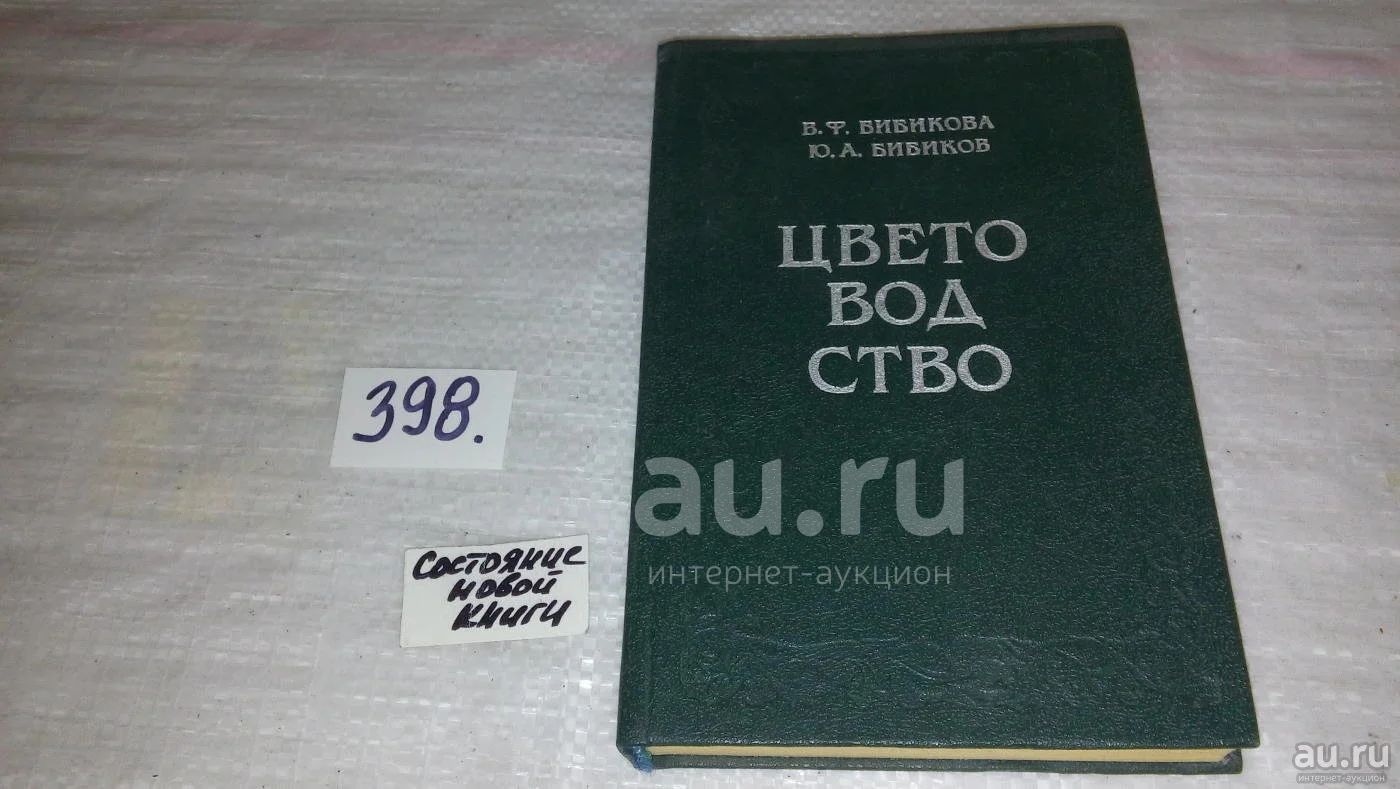 В.Ф. БИБИКОВА
Ю.А. БИБИКОВ
ЦВЕТО
ВОД
СТВО
398.
Состояние
новой
книги
au.ru
интернет-аукцион
au.ru
интернет-аукцион